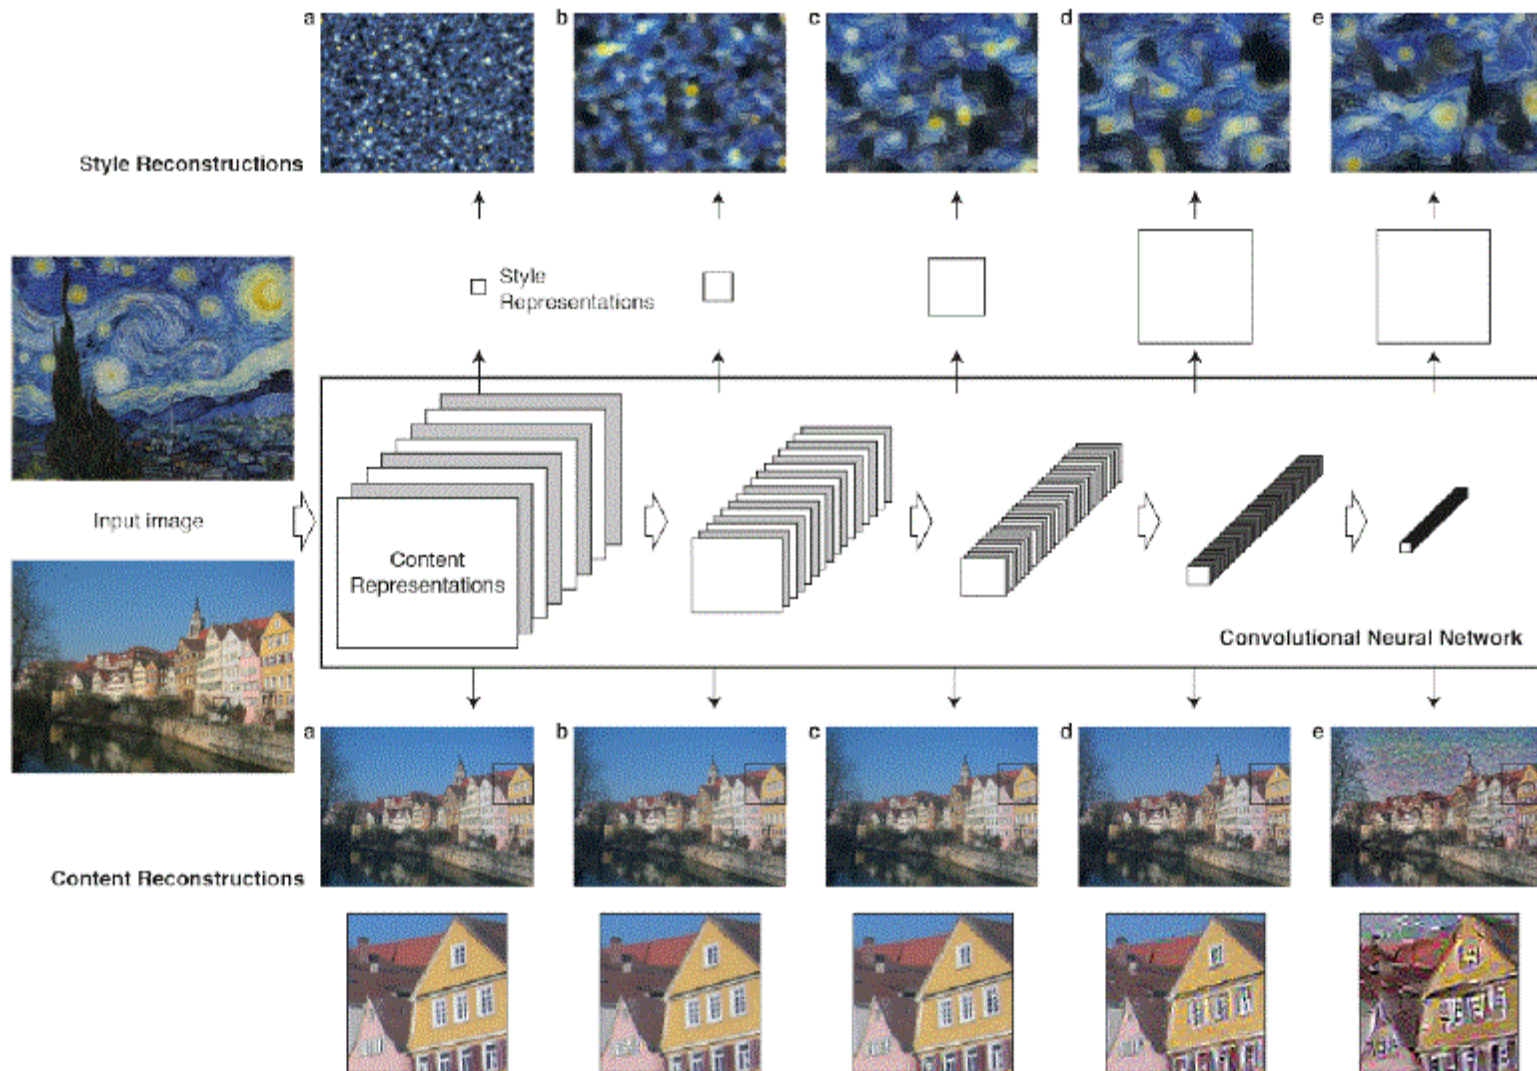 a
b
c
d
e
Style Reconstructions
Style
Representations
Input image
Content
Representations
Convolutional Neural Network
a
b
c
d
e
Content Reconstructions